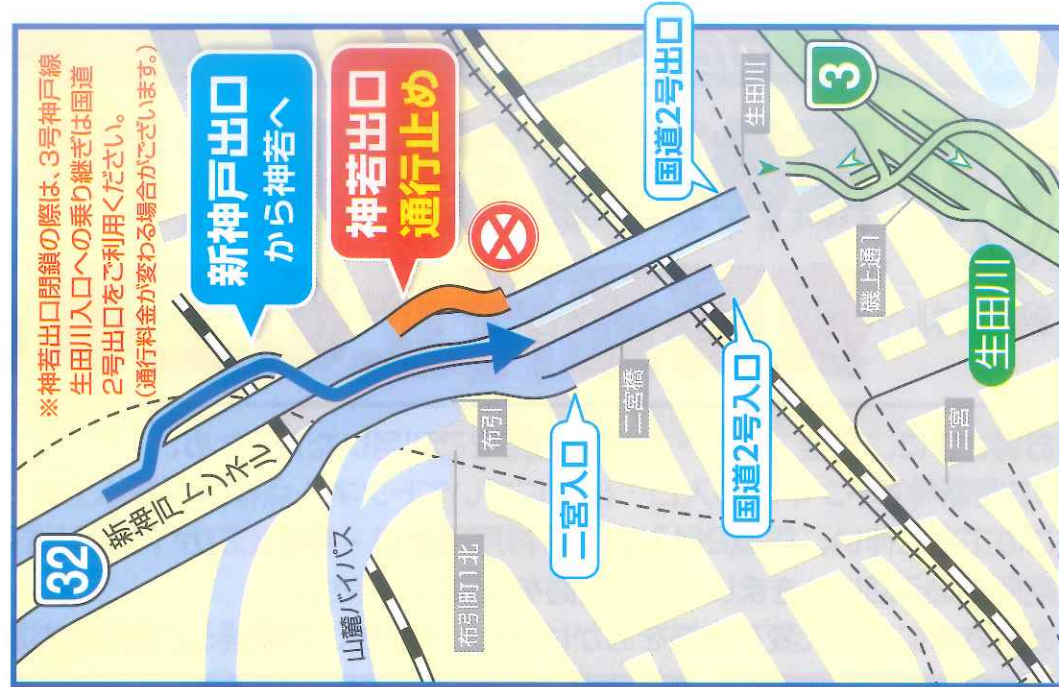 ※神若出口閉鎖の際は、3号神戸線
生田川入口への乗り継ぎは国道
2号出口をご利用ください。
(通行料金が変わる場合がございます。)
新神戸出口
から神若へ
神若出口
通行止め
32
新神戸トンネル
山麓バイパス
布引町1北
布引
二宮入口
二宮橋
国道2号入口
国道2号出口
三宮
生田川
磯上通1
生田川
3